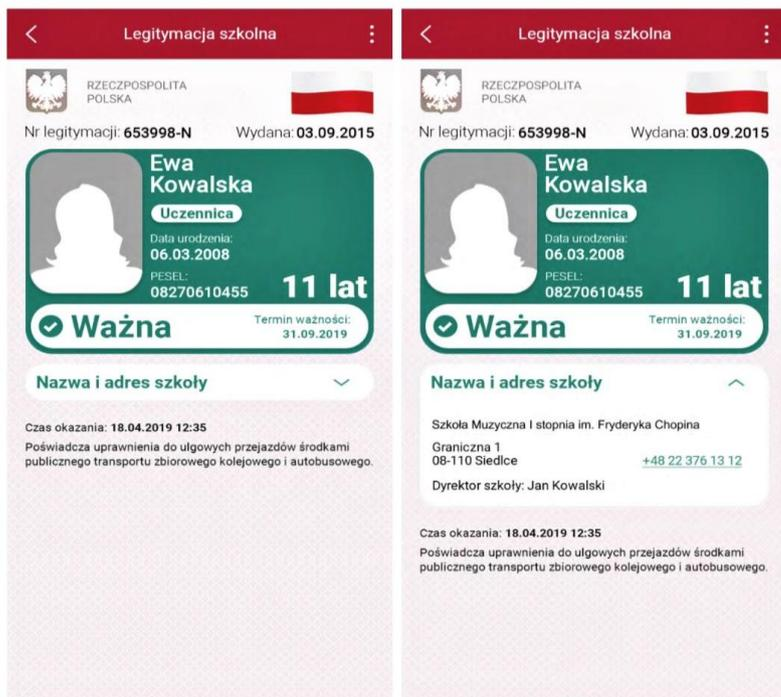 Legitymacja szkolna
RZECZPOSPOLITA
POLSKA
Nr legitymacji: 653998-N Wydana: 03.09.2015
Ewa
Kowalska
Uczennica
Data urodzenia:
06.03.2008
PESEL:
08270610455 11 lat
Ważna Termin ważności:
31.09.2019
Nazwa i adres szkoły
Czas okazania: 18.04.2019 12:35
Poświadcza uprawnienia do ulgowych przejazdów środkami
publicznego transportu zbiorowego kolejowego i autobusowego.
Legitymacja szkolna
RZECZPOSPOLITA
POLSKA
Nr legitymacji: 653998-N Wydana: 03.09.2015
Ewa
Kowalska
Uczennica
Data urodzenia:
06.03.2008
PESEL:
08270610455 11 lat
Ważna Termin ważności:
31.09.2019
Nazwa i adres szkoły
Szkoła Muzyczna I stopnia im. Fryderyka Chopina
Graniczna 1
08-110 Siedlce +48 22 376 13 12
Dyrektor szkoły: Jan Kowalski
Czas okazania: 18.04.2019 12:35
Poświadcza uprawnienia do ulgowych przejazdów środkami
publicznego transportu zbiorowego kolejowego i autobusowego.